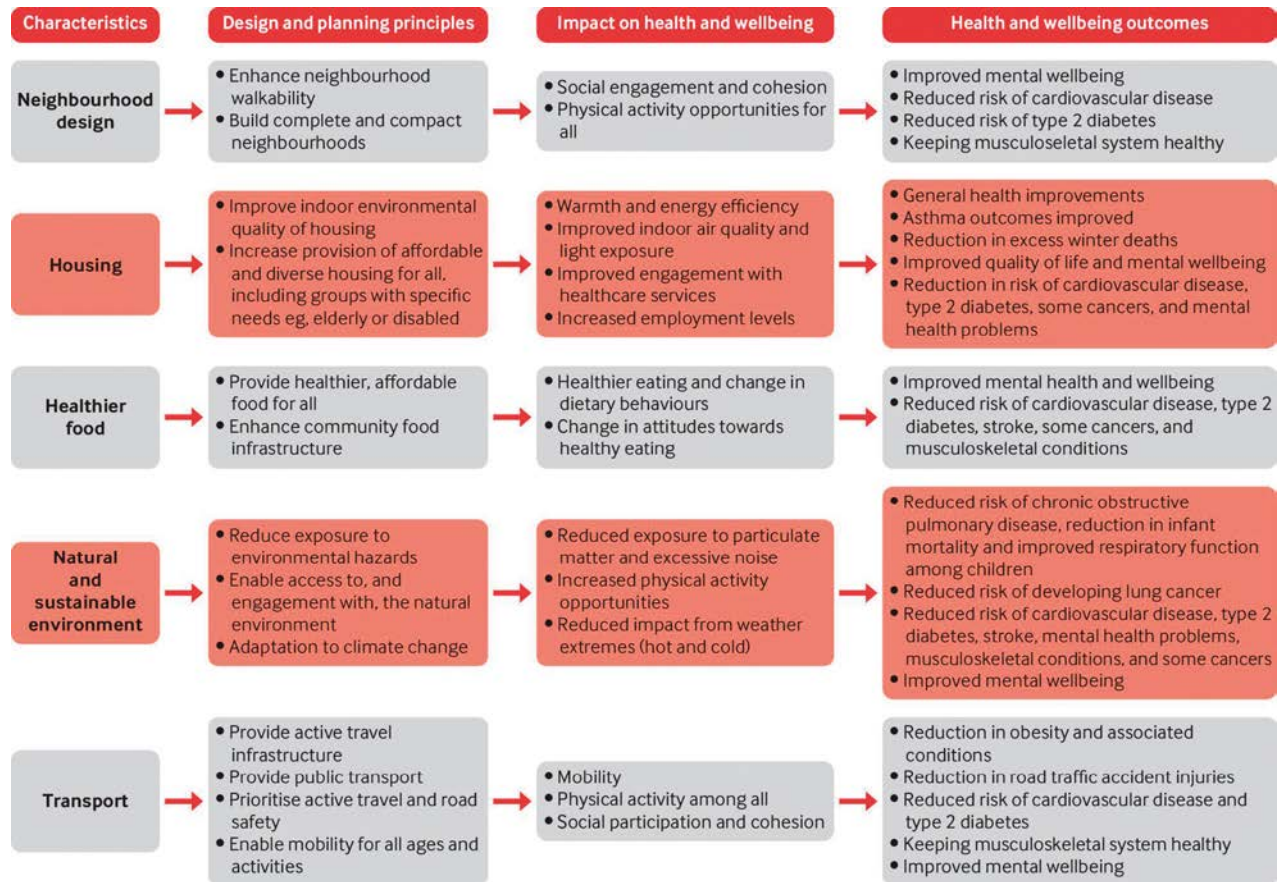 Characteristics
Design and planning principles
Impact on health and wellbeing
Health and wellbeing outcomes
Neighbourhood
design
• Enhance neighbourhood
walkability
• Build complete and compact
neighbourhoods
• Social engagement and cohesion
• Physical activity opportunities for
all
• Improved mental wellbeing
• Reduced risk of cardiovascular disease
• Reduced risk of type 2 diabetes
• Keeping musculoseletal system healthy
Housing
• Improve indoor environmental
quality of housing
• Increase provision of affordable
and diverse housing for all,
including groups with specific
needs eg, elderly or disabled
• Warmth and energy efficiency
• Improved indoor air quality and
light exposure
• Improved engagement with
healthcare services
• Increased employment levels
• General health improvements
• Asthma outcomes improved
• Reduction in excess winter deaths
• Improved quality of life and mental wellbeing
• Reduction in risk of cardiovascular disease,
type 2 diabetes, some cancers, and mental
health problems
Healthier
food
• Provide healthier, affordable
food for all
• Enhance community food
infrastructure
• Healthier eating and change in
dietary behaviours
• Change in attitudes towards
healthy eating
• Improved mental health and wellbeing
• Reduced risk of cardiovascular disease, type 2
diabetes, stroke, some cancers, and
musculoskeletal conditions
Natural
and
sustainable
environment
• Reduce exposure to
environmental hazards
• Enable access to, and
engagement with, the natural
environment
• Adaptation to climate change
• Reduced exposure to particulate
matter and excessive noise
• Increased physical activity
opportunities
• Reduced impact from weather
extremes (hot and cold)
• Reduced risk of chronic obstructive
pulmonary disease, reduction in infant
mortality and improved respiratory function
among children
• Reduced risk of developing lung cancer
• Reduced risk of cardiovascular disease, type 2
diabetes, stroke, mental health problems,
musculoskeletal conditions, and some cancers
• Improved mental wellbeing
Transport
• Provide active travel
infrastructure
• Provide public transport
• Prioritise active travel and road
safety
• Enable mobility for all ages and
activities
• Mobility
• Physical activity among all
• Social participation and cohesion
• Reduction in obesity and associated
conditions
• Reduction in road traffic accident injuries
• Reduced risk of cardiovascular disease and
type 2 diabetes
• Keeping musculoseletal system healthy
• Improved mental wellbeing